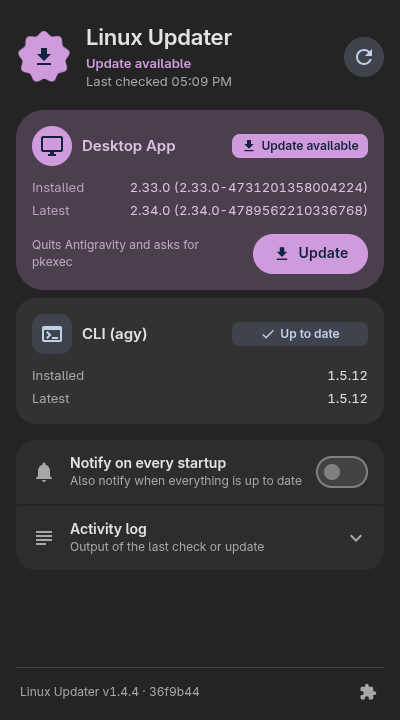 Linux Updater
Update available
Last checked 05:09 PM
Desktop App
Update available
Installed 2.33.0 (2.33.0-4731201358004224)
Latest 2.34.0 (2.34.0-4789562210336768)
Quits Antigravity and asks for
pkexec
Update
CLI (agy)
Up to date
Installed 1.5.12
Latest 1.5.12
Notify on every startup
Also notify when everything is up to date
Activity log
Output of the last check or update
Linux Updater v1.4.4 · 36f9b44